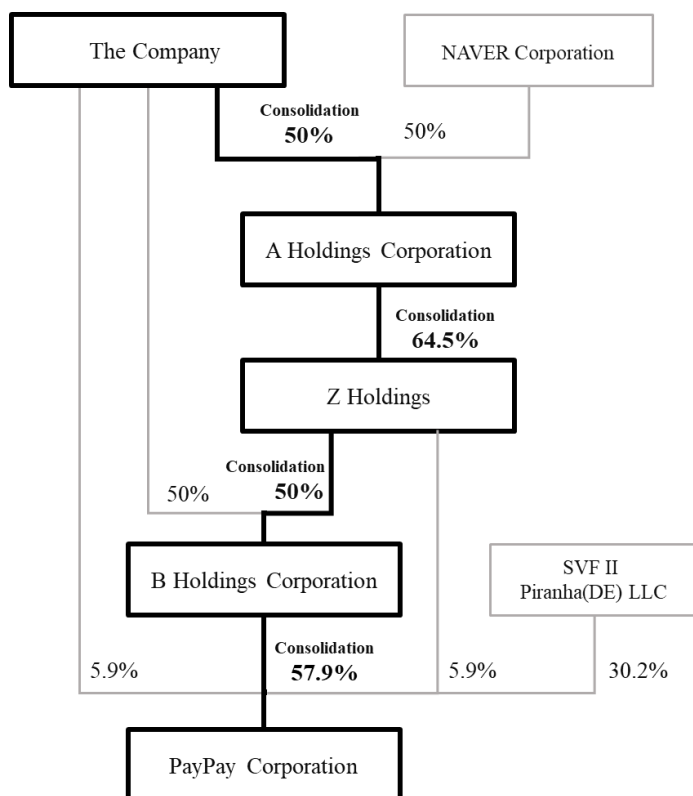 The Company
NAVER Corporation
Consolidation
50%
50%
A Holdings Corporation
Consolidation
64.5%
Z Holdings
Consolidation
50%
50%
B Holdings Corporation
SVF II
Piranha(DE) LLC
5.9%
Consolidation
57.9%
5.9%
30.2%
PayPay Corporation